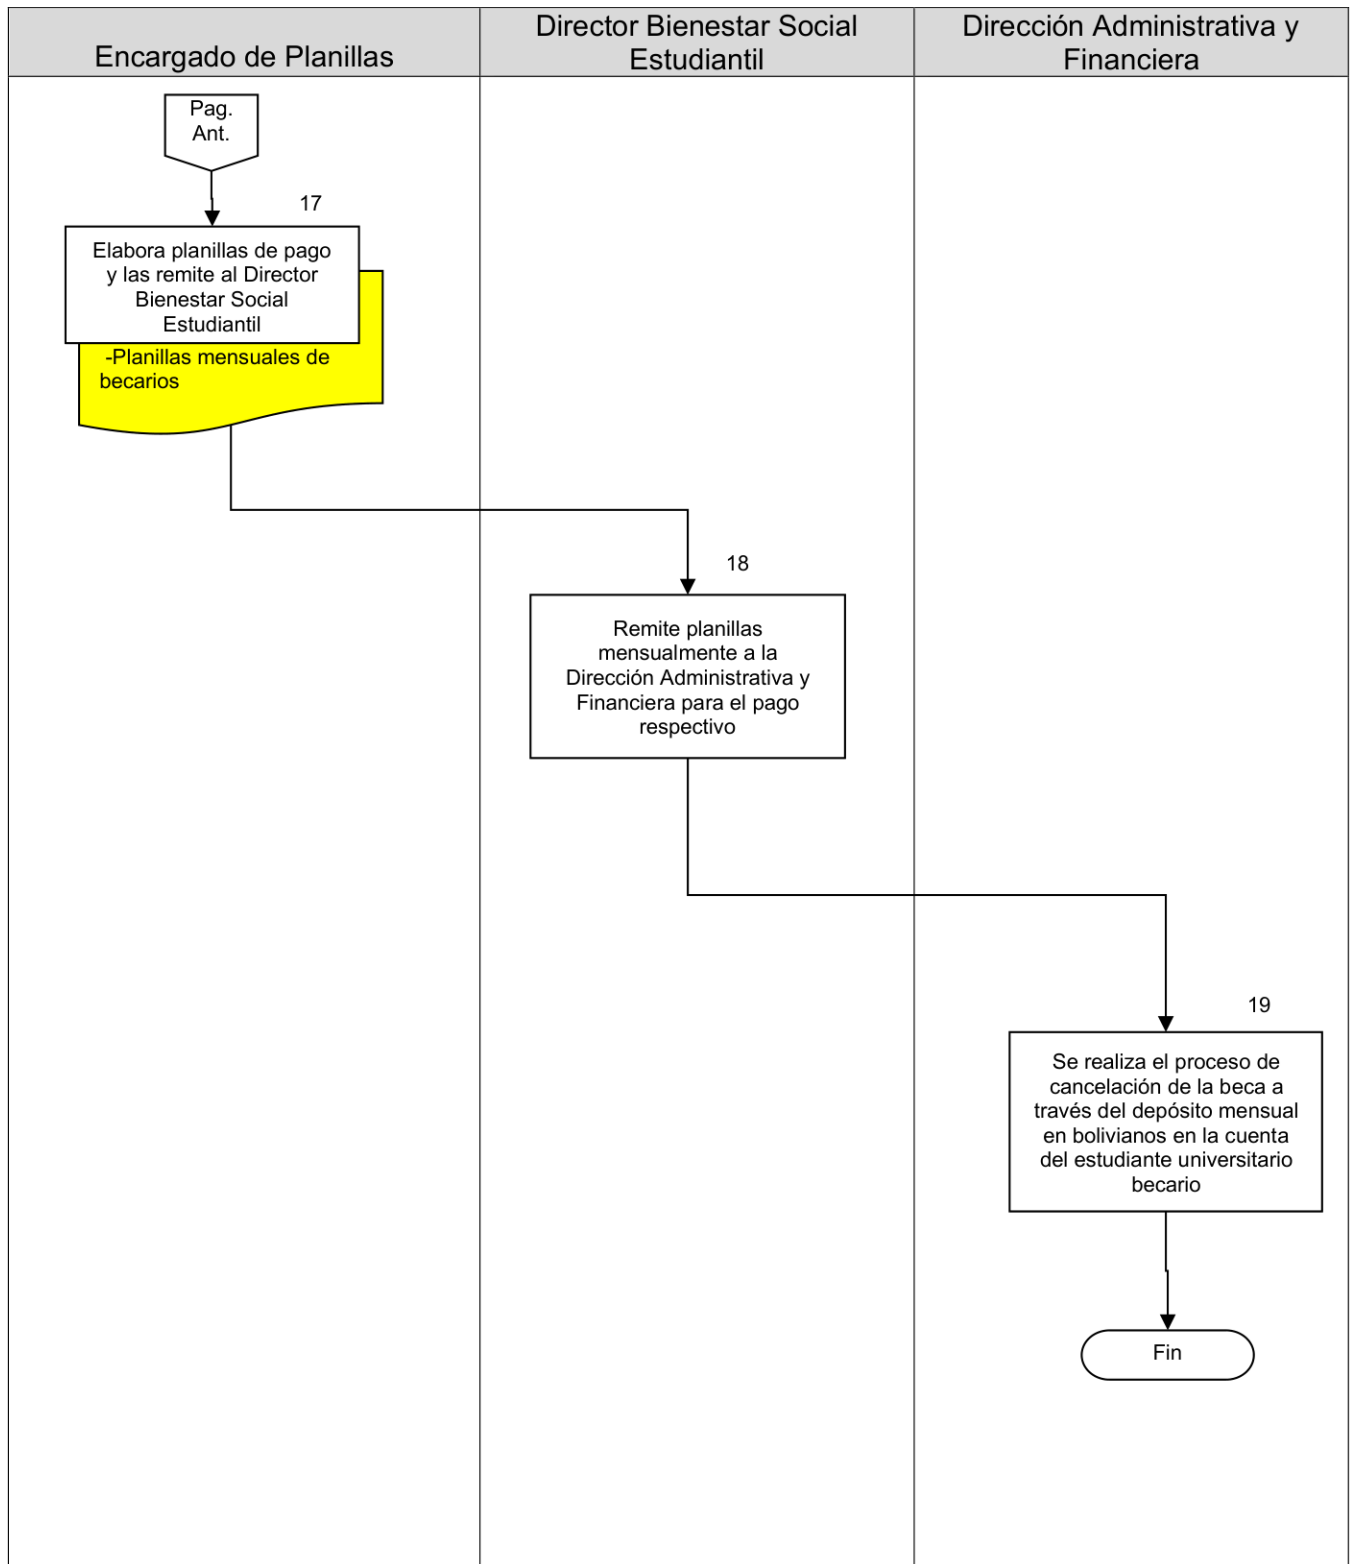 Encargado de Planillas
Director Bienestar Social
Estudiantil
Dirección Administrativa y
Financiera
Pag.
Ant.
17
Elabora planillas de pago
y las remite al Director
Bienestar Social
Estudiantil
-Planillas mensuales de
becarios
18
Remite planillas
mensualmente a la
Dirección Administrativa y
Financiera para el pago
respectivo
19
Se realiza el proceso de
cancelación de la beca a
través del depósito mensual
en bolivianos en la cuenta
del estudiante universitario
becario
Fin